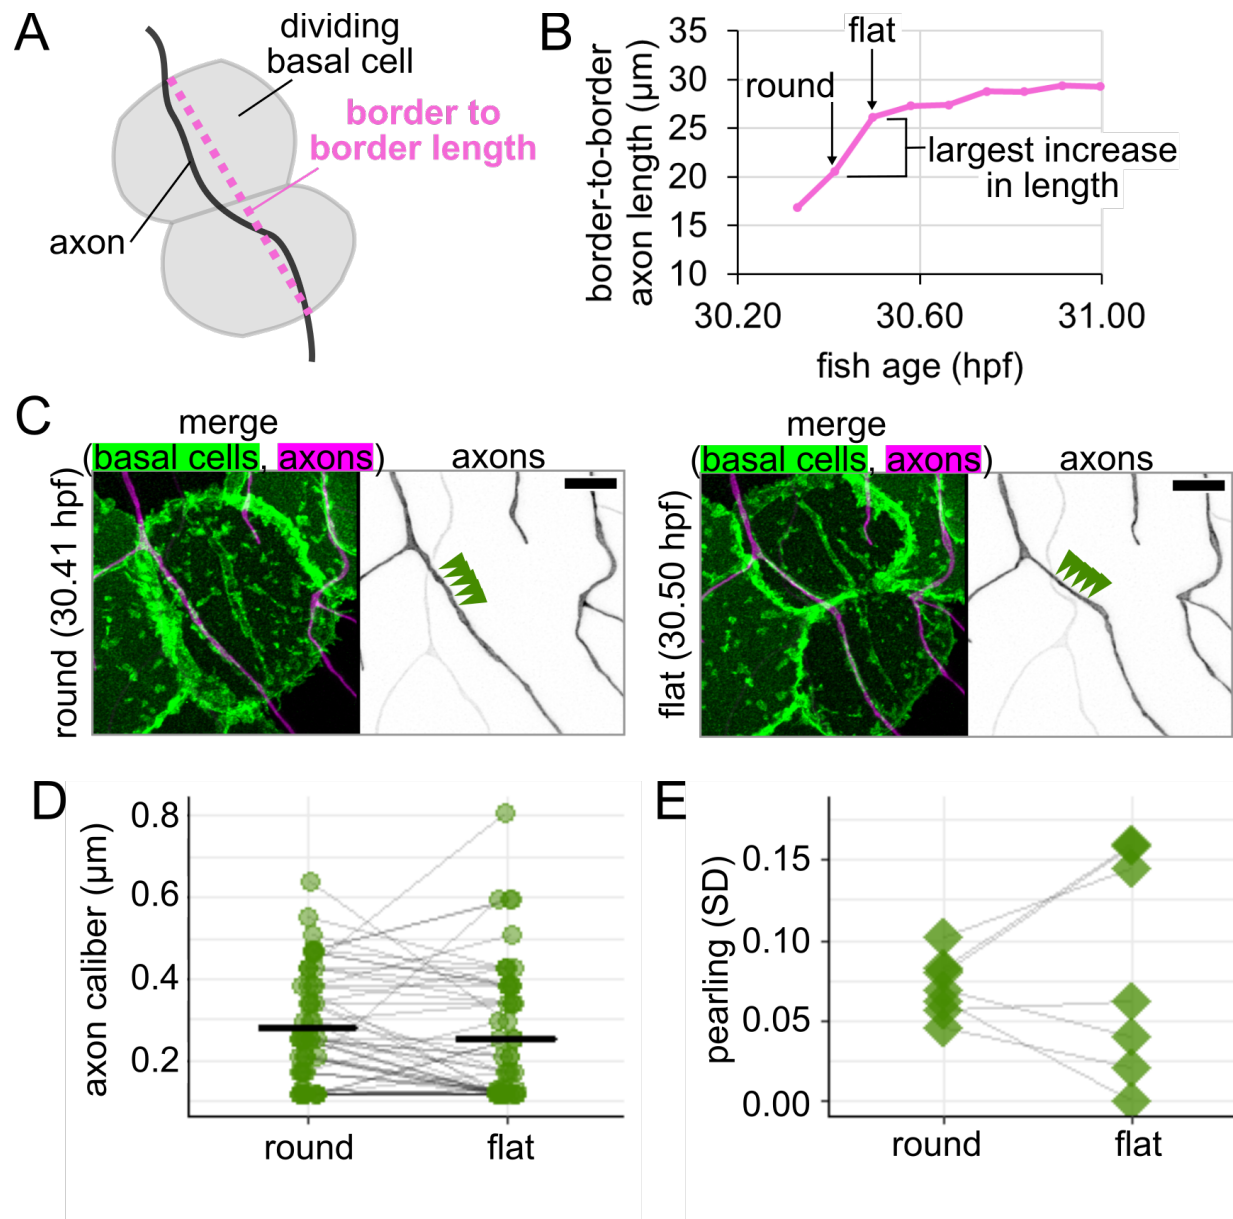 A
dividing
basal cell
border to
border length
axon
B
border-to-border
axon length (µm)
35
30
25
20
15
10
flat
round
largest increase
in length
30.20
30.60
31.00
fish age (hpf)
C
merge
(basal cells, axons)
axons
round (30.41 hpf)
merge
(basal cells, axons)
axons
flat (30.50 hpf)
D
axon caliber (µm)
0.8
0.6
0.4
0.2
round
flat
E
pearling (SD)
0.15
0.10
0.05
0.00
round
flat